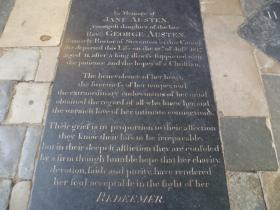 In Memory of
JANE AUSTEN,
youngest daughter of the late
Revd GEORGE AUSTEN,
formerly Rector of Steventon in this County
she departed this Life on the 18th of July 1817,
aged 41, after a long illness supported with
the patience and the hopes of a Christian.
The benevolence of her heart,
the sweetness of her temper, and
the extraordinary endowments of her mind
obtained the regard of all who knew her, and
the warmest love of her intimate connections.
Their grief is in proportion to their affection
they know their loss to be irreparable,
but in their deepest affliction they are consoled
by a firm though humble hope that her charity,
devotion, faith and purity, have rendered
her soul acceptable in the sight of her
REDEEMER.